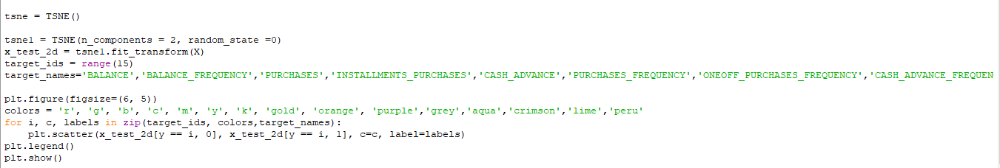 tsne = TSNE()
tsne1 = TSNE(n_components = 2, random_state =0)
x_test_2d = tsne1.fit_transform(X)
target_ids = range(15)
target_names='BALANCE','BALANCE_FREQUENCY','PURCHASES','INSTALLMENTS_PURCHASES','CASH_ADVANCE','PURCHASES_FREQUENCY','ONEOFF_PURCHASES_FREQUENCY','CASH_ADVANCE_FREQUEN
plt.figure(figsize=(6, 5))
colors = 'r', 'g', 'b', 'c', 'm', 'y', 'k', 'gold', 'orange', 'purple','grey','aqua','crimson','lime','peru'
for i, c, labels in zip(target_ids, colors,target_names):
    plt.scatter(x_test_2d[y == i, 0], x_test_2d[y == i, 1], c=c, label=labels)
plt.legend()
plt.show()